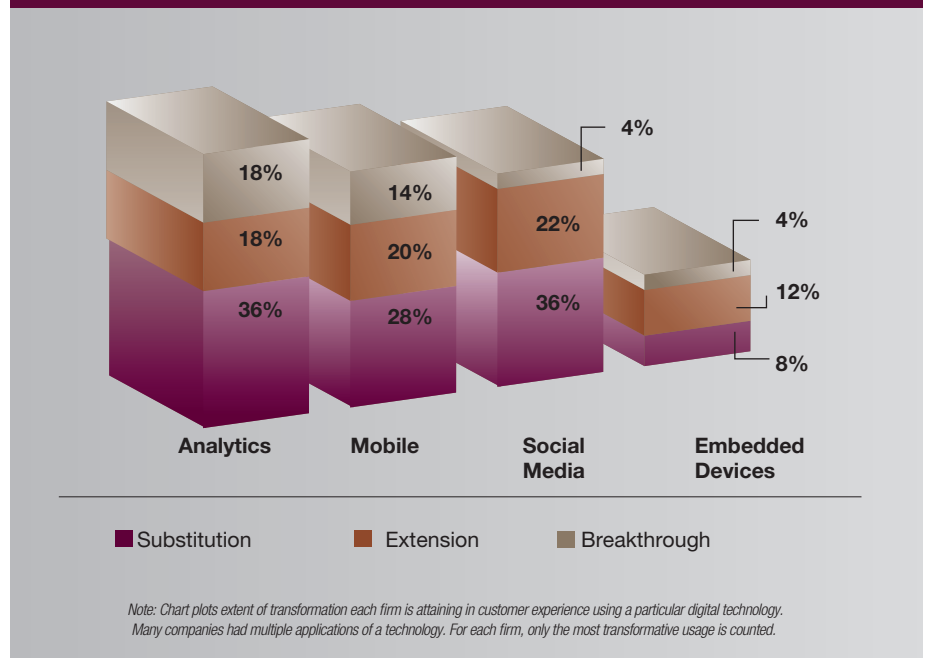 4%
18%
14%
4%
18%
20%
22%
12%
36%
28%
36%
8%
Analytics
Mobile
Social
Media
Embedded
Devices
Substitution
Extension
Breakthrough
Note: Chart plots extent of transformation each firm is attaining in customer experience using a particular digital technology.
Many companies had multiple applications of a technology. For each firm, only the most transformative usage is counted.